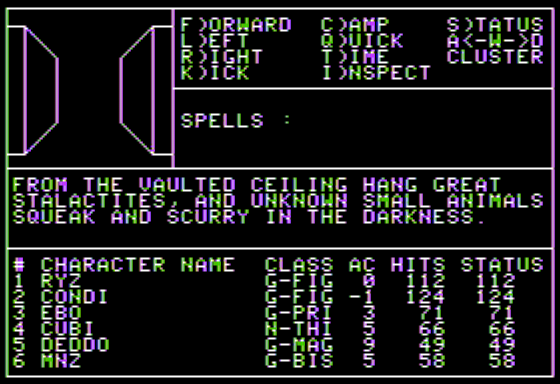 F)ORWARD C)AMP S)TATUS
L)EFT Q)UICK A<-W->D
R)IGHT T)IME CLUSTER
K)ICK I)NSPECT
SPELLS :
FROM THE VAULTED CEILING HANG GREAT
STALACTITES, AND UNKNOWN SMALL ANIMALS
SQUEAK AND SCURRY IN THE DARKNESS.
# CHARACTER NAME CLASS AC HITS STATUS
1 RYZ G-FIG 0 112 112
2 CONDI G-FIG -1 124 124
3 EBO G-PRI 3 71 71
4 CUBI N-THI 5 66 66
5 DEDDO G-MAG 9 49 49
6 MNZ G-BIS 5 58 58